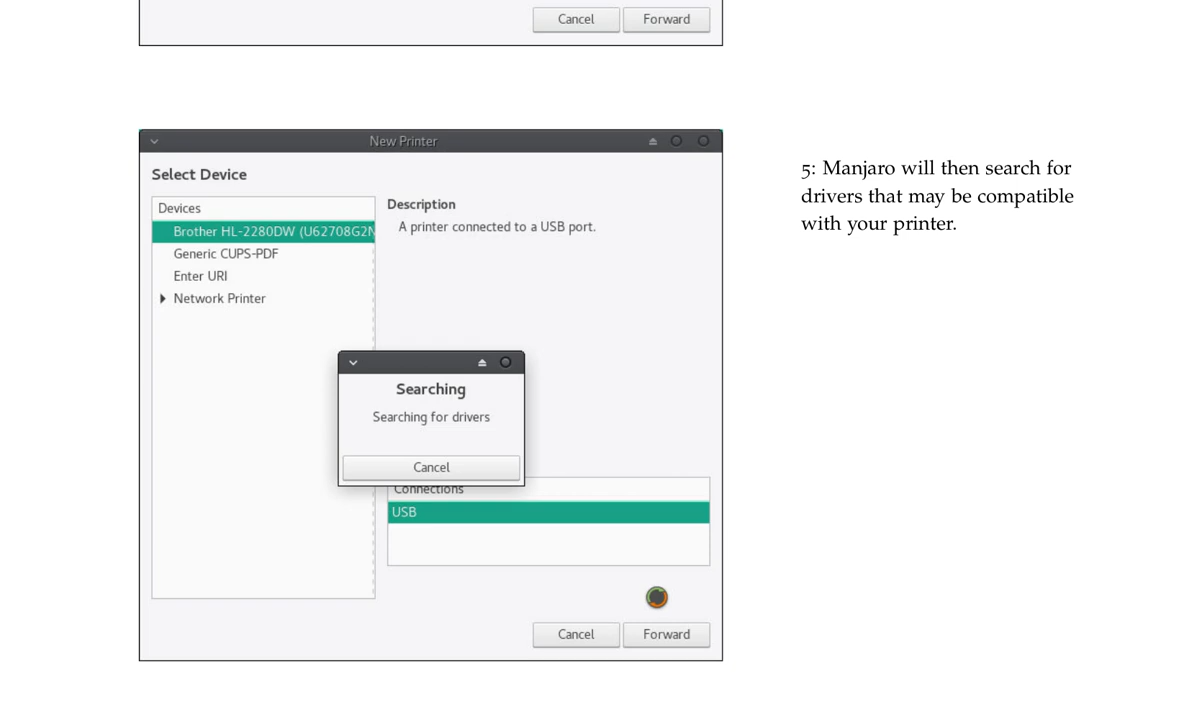 Cancel Forward
New Printer
Select Device
Devices
Brother HL-2280DW (U62708G2N
Generic CUPS-PDF
Enter URI
Network Printer
Description
A printer connected to a USB port.
Searching
Searching for drivers
Cancel
Connections
USB
Cancel Forward
5: Manjaro will then search for
drivers that may be compatible
with your printer.